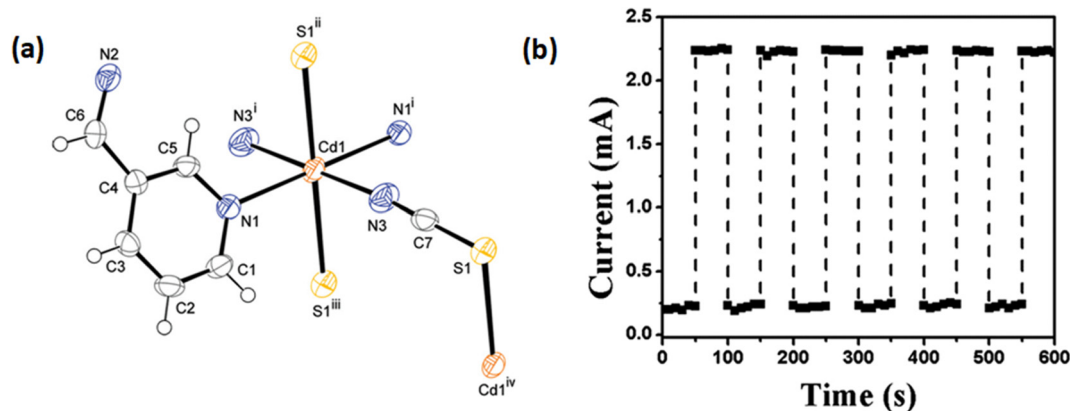 (a)
N2
C6
C5
C4
C3
C2
C1
N1
N3ⁱ
S1ⁱⁱ
N1ⁱ
Cd1
N3
C7
S1
S1ⁱⁱⁱ
Cd1ⁱᵛ
(b)
Current (mA)
2.5
2.0
1.5
1.0
0.5
0.0
0 100 200 300 400 500 600
Time (s)